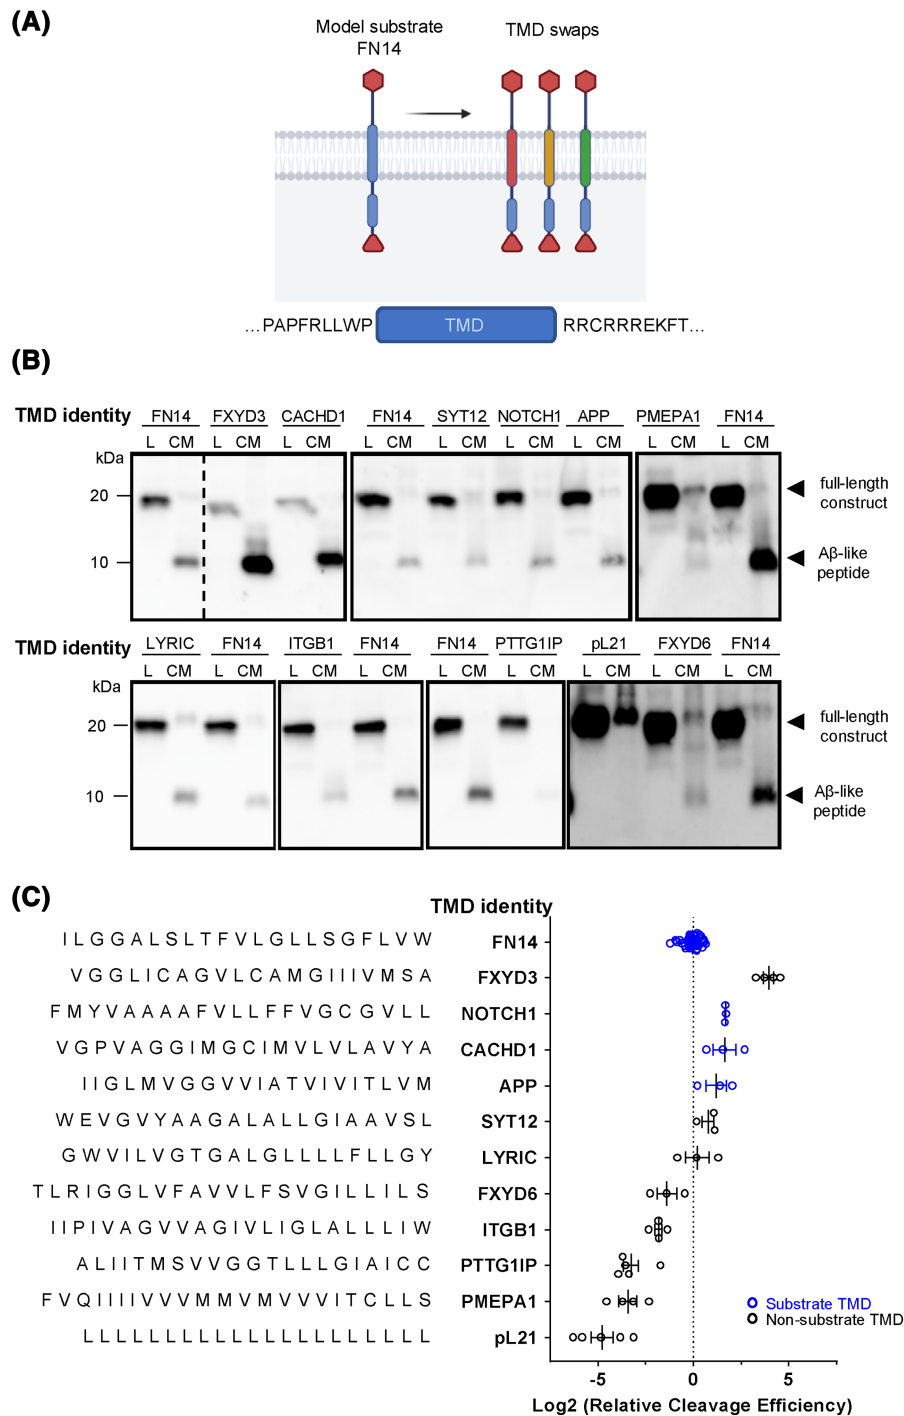 (A)
Model substrate
FN14
TMD swaps
...PAPFRLLWP TMD RRCRRREKFT...
(B)
TMD identity FN14 FXYD3 CACHD1 FN14 SYT12 NOTCH1 APP PMEPA1 FN14
L CM L CM L CM L CM L CM L CM L CM L CM L CM
kDa
20
full-length
construct
10
Aβ-like
peptide
TMD identity LYRIC FN14 ITGB1 FN14 FN14 PTTG1IP pL21 FXYD6 FN14
L CM L CM L CM L CM L CM L CM L CM L CM L CM
kDa
20
full-length
construct
10
Aβ-like
peptide
(C)
TMD identity
I L G G A L S L T F V L G L L S G F L V W FN14
V G G L I C A G V L C A M G I I I V M S A FXYD3
F M Y V A A A A F V L L F F V G C G V L L NOTCH1
V G P V A G G I M G C I M V L V L A V Y A CACHD1
I I G L M V G G V V I A T V I V I T L V M APP
W E V G V Y A A G A L A L L G I A A V S L SYT12
G W V I L V G T G A L G L L L L F L L G Y LYRIC
T L R I G G L V F A V V L F S V G I L L I L S FXYD6
I I P I V A G V V A G I V L I G L A L L L I W ITGB1
A L I I T M S V V G G T L L L G I A I C C PTTG1IP
F V Q I I I I V V V M M V M V V V I T C L L S PMEPA1
L L L L L L L L L L L L L L L L L L L L L pL21
Substrate TMD
Non-substrate TMD
-5 0 5
Log2 (Relative Cleavage Efficiency)